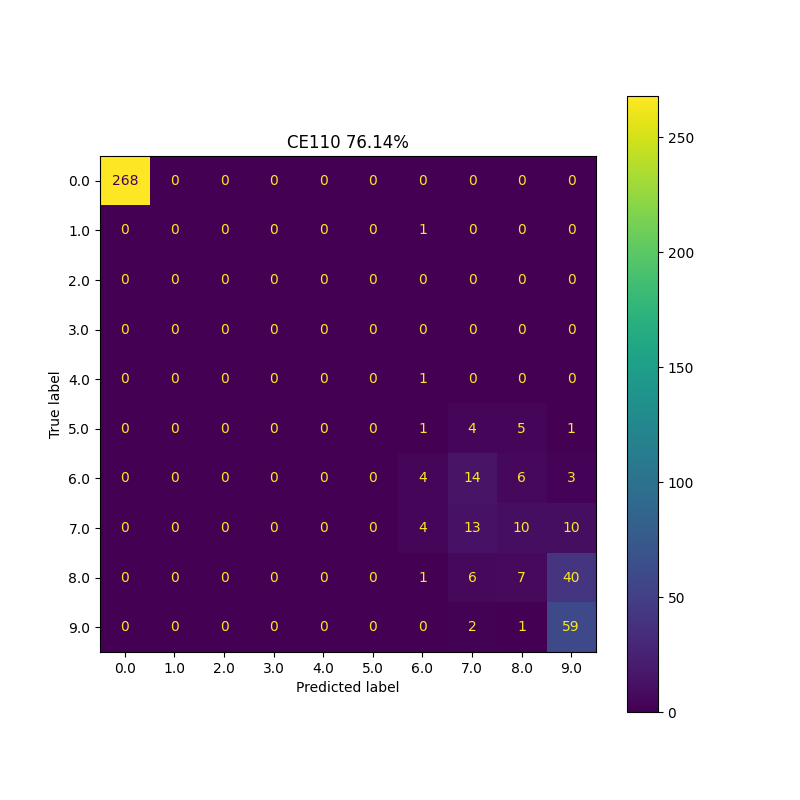 CE110 76.14%
0.0 268 0 0 0 0 0 0 0 0 0
1.0 0 0 0 0 0 0 1 0 0 0
2.0 0 0 0 0 0 0 0 0 0 0
3.0 0 0 0 0 0 0 0 0 0 0
4.0 0 0 0 0 0 0 1 0 0 0
5.0 0 0 0 0 0 0 1 4 5 1
6.0 0 0 0 0 0 0 4 14 6 3
7.0 0 0 0 0 0 0 4 13 10 10
8.0 0 0 0 0 0 0 1 6 7 40
9.0 0 0 0 0 0 0 0 2 1 59
0.0 1.0 2.0 3.0 4.0 5.0 6.0 7.0 8.0 9.0
Predicted label
True label
250
200
150
100
50
0